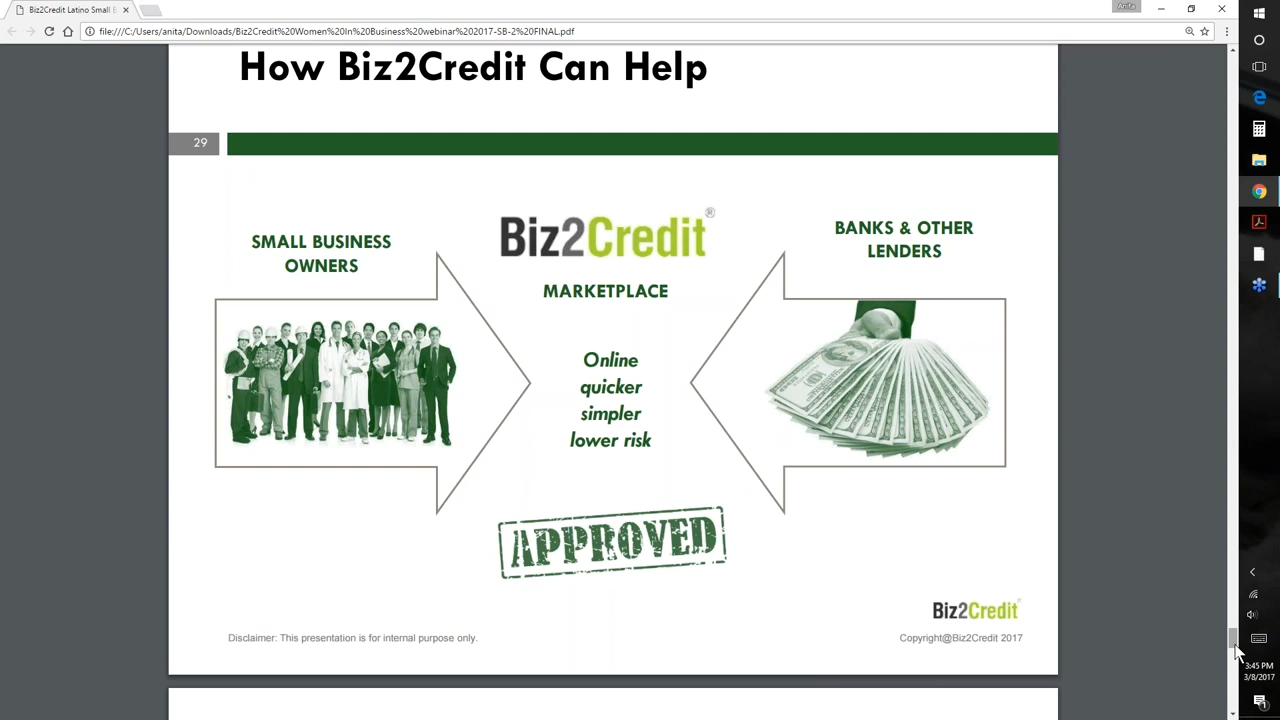 Biz2Credit Latino Small B
Anita
file:///C:/Users/anita/Downloads/Biz2Credit%20Women%20In%20Business%20webinar%202017-SB-2%20FINAL.pdf
How Biz2Credit Can Help
29
SMALL BUSINESS
OWNERS
Biz2Credit®
MARKETPLACE
Online
quicker
simpler
lower risk
BANKS & OTHER
LENDERS
APPROVED
Biz2Credit
Disclaimer: This presentation is for internal purpose only.
Copyright@Biz2Credit 2017
3:45 PM
3/8/2017
1